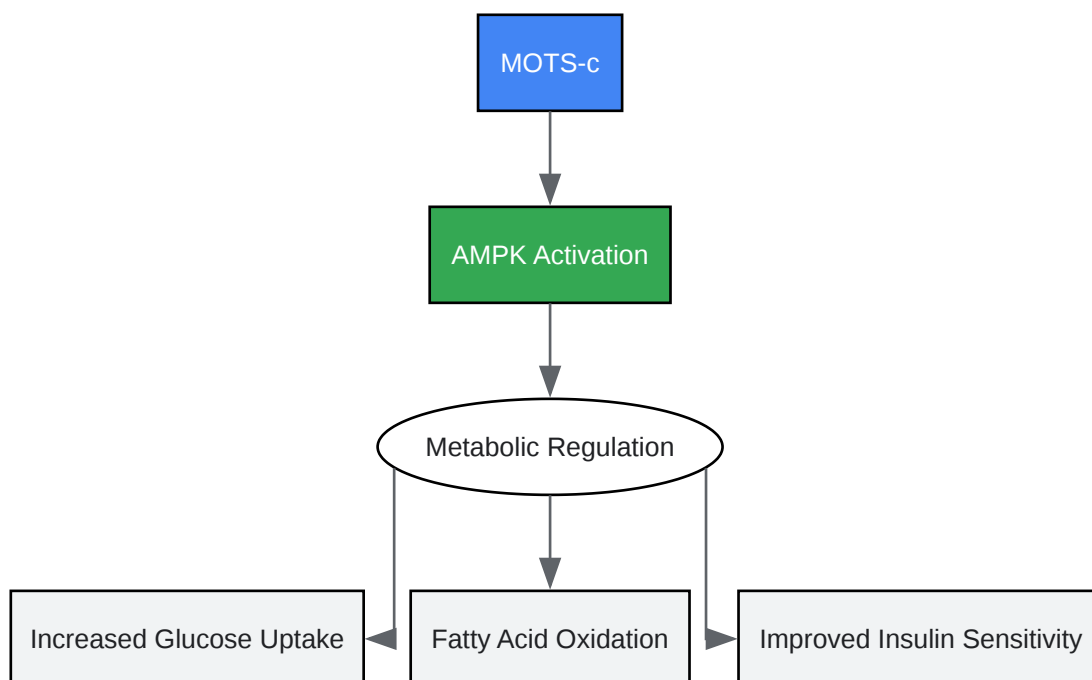 MOTS-c
AMPK Activation
Metabolic Regulation
Increased Glucose Uptake
Fatty Acid Oxidation
Improved Insulin Sensitivity